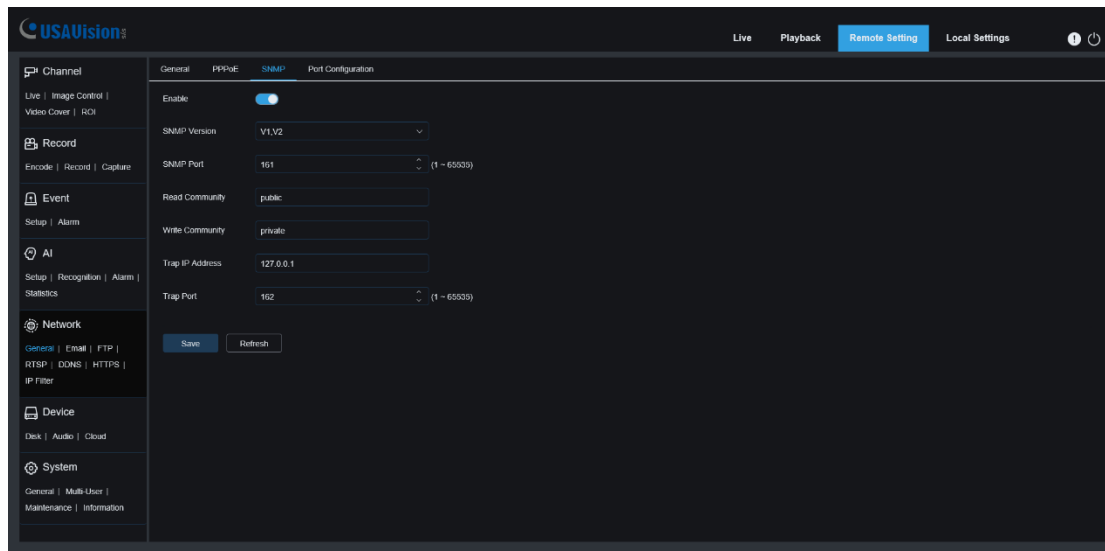 USAVision
Live
Playback
Remote Setting
Local Settings
Channel
Live | Image Control |
Video Cover | ROI
Record
Encode | Record | Capture
Event
Setup | Alarm
AI
Setup | Recognition | Alarm |
Statistics
Network
General | Email | FTP |
RTSP | DDNS | HTTPS |
IP Filter
Device
Disk | Audio | Cloud
System
General | Multi-User |
Maintenance | Information
General PPPoE SNMP Port Configuration
Enable
SNMP Version V1,V2
SNMP Port 161 (1 ~ 65535)
Read Community public
Write Community private
Trap IP Address 127.0.0.1
Trap Port 162 (1 ~ 65535)
Save Refresh